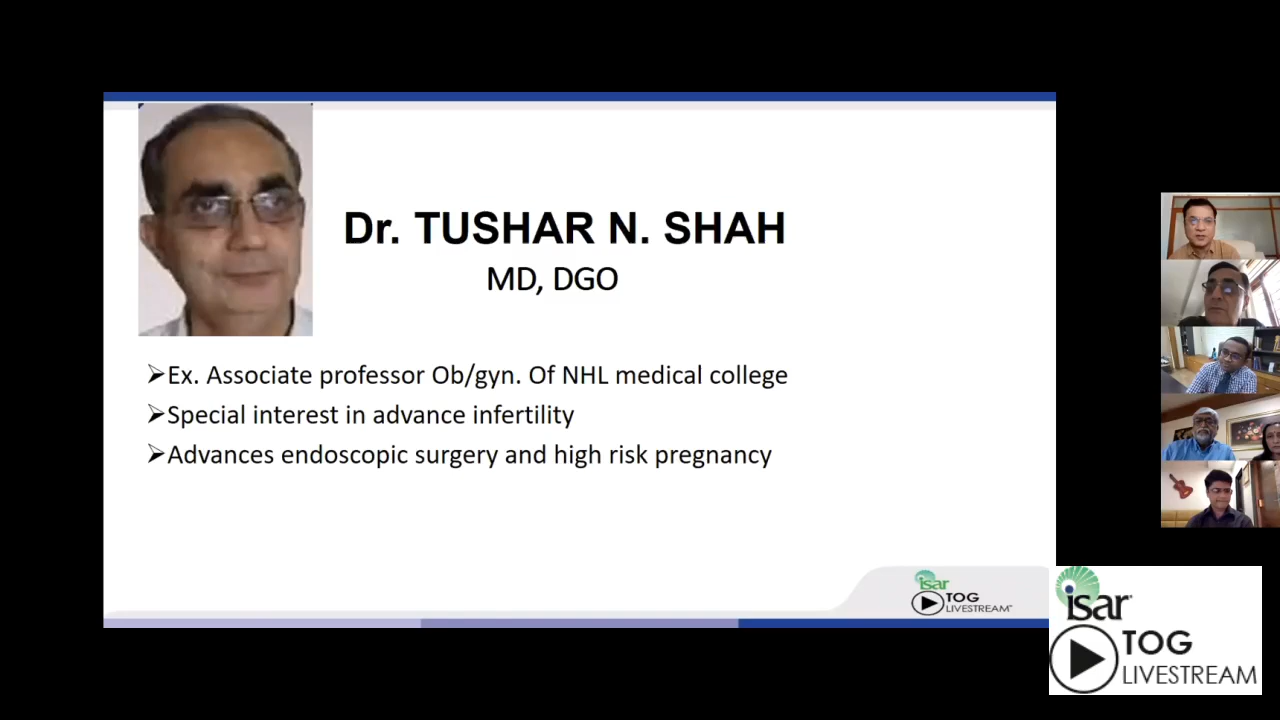 Dr. TUSHAR N. SHAH
MD, DGO
➢Ex. Associate professor Ob/gyn. Of NHL medical college
➢Special interest in advance infertility
➢Advances endoscopic surgery and high risk pregnancy
isar
TOG
LIVESTREAM™
isar
TOG
LIVESTREAM